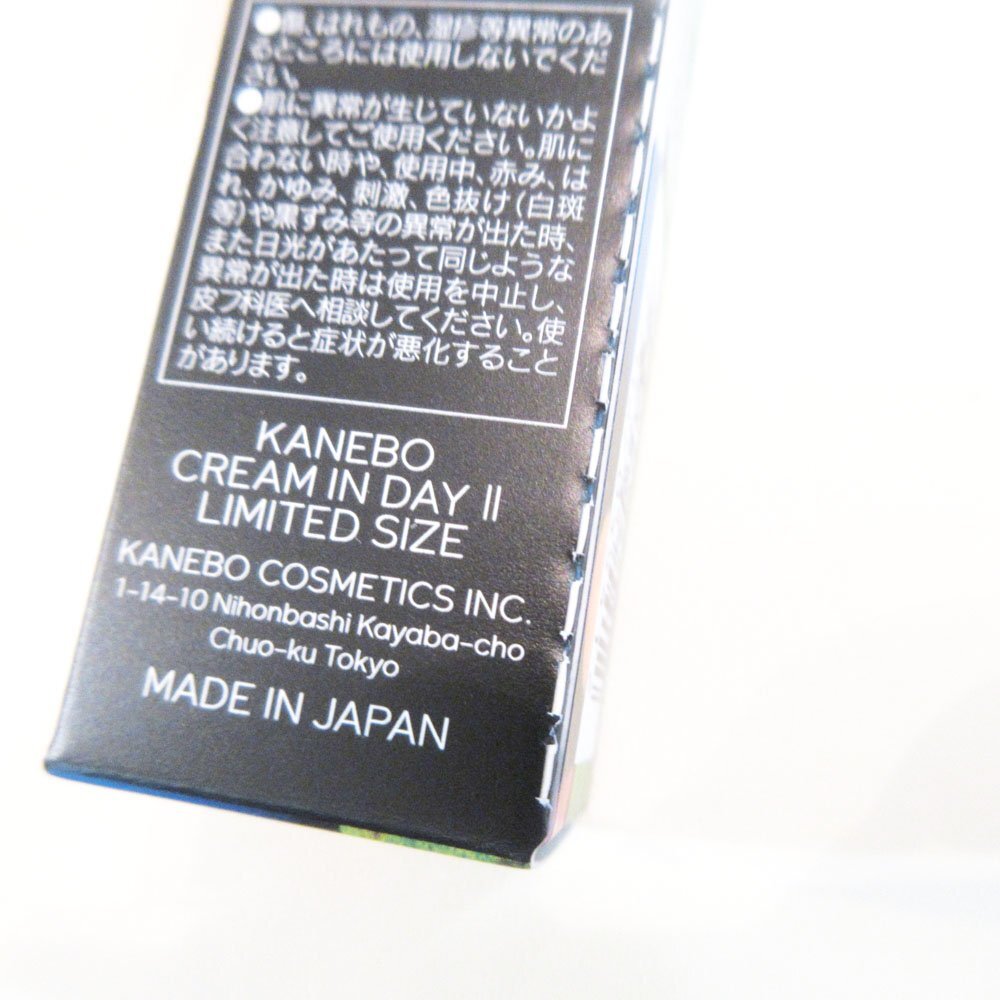 ●傷、はれもの、湿疹等異常のあ
るところには使用しないでくだ
さい。
●肌に異常が生じていないかよ
く注意してご使用ください。肌に
合わない時や、使用中、赤み、は
れ、かゆみ、刺激、色抜け(白斑
等)や黒ずみ等の異常が出た時、
また日光があたって同じような
異常が出た時は使用を中止し、
皮フ科医へ相談してください。使
い続けると症状が悪化すること
があります。
KANEBO
CREAM IN DAY II
LIMITED SIZE
KANEBO COSMETICS INC.
1-14-10 Nihonbashi Kayaba-cho
Chuo-ku Tokyo
MADE IN JAPAN